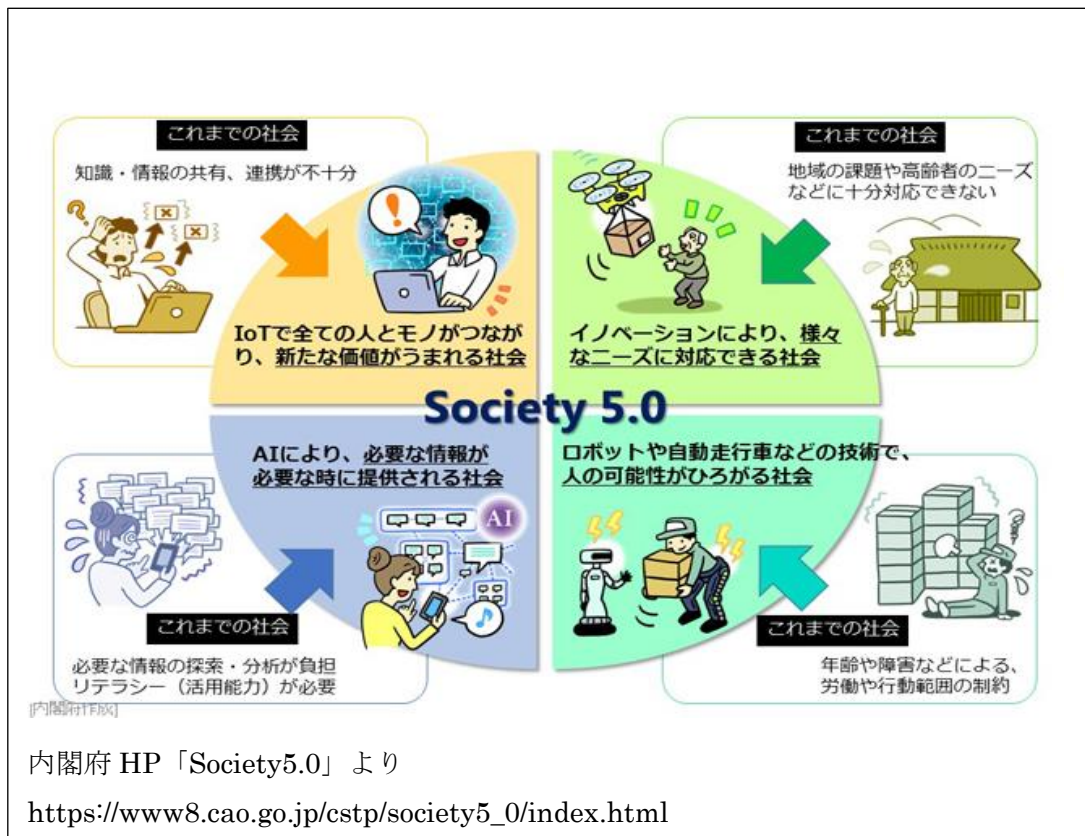 これまでの社会
知識・情報の共有、連携が不十分
IoTで全ての人とモノがつなが
り、新たな価値がうまれる社会
これまでの社会
地域の課題や高齢者のニーズ
などに十分対応できない
イノベーションにより、様々
なニーズに対応できる社会
Society 5.0
AIにより、必要な情報が
必要な時に提供される社会
AI
これまでの社会
必要な情報の探索・分析が負担
リテラシー（活用能力）が必要
ロボットや自動走行車などの技術で、
人の可能性がひろがる社会
これまでの社会
年齢や障害などによる、
労働や行動範囲の制約
[内閣府作成]
内閣府 HP「Society5.0」より
https://www8.cao.go.jp/cstp/society5_0/index.html